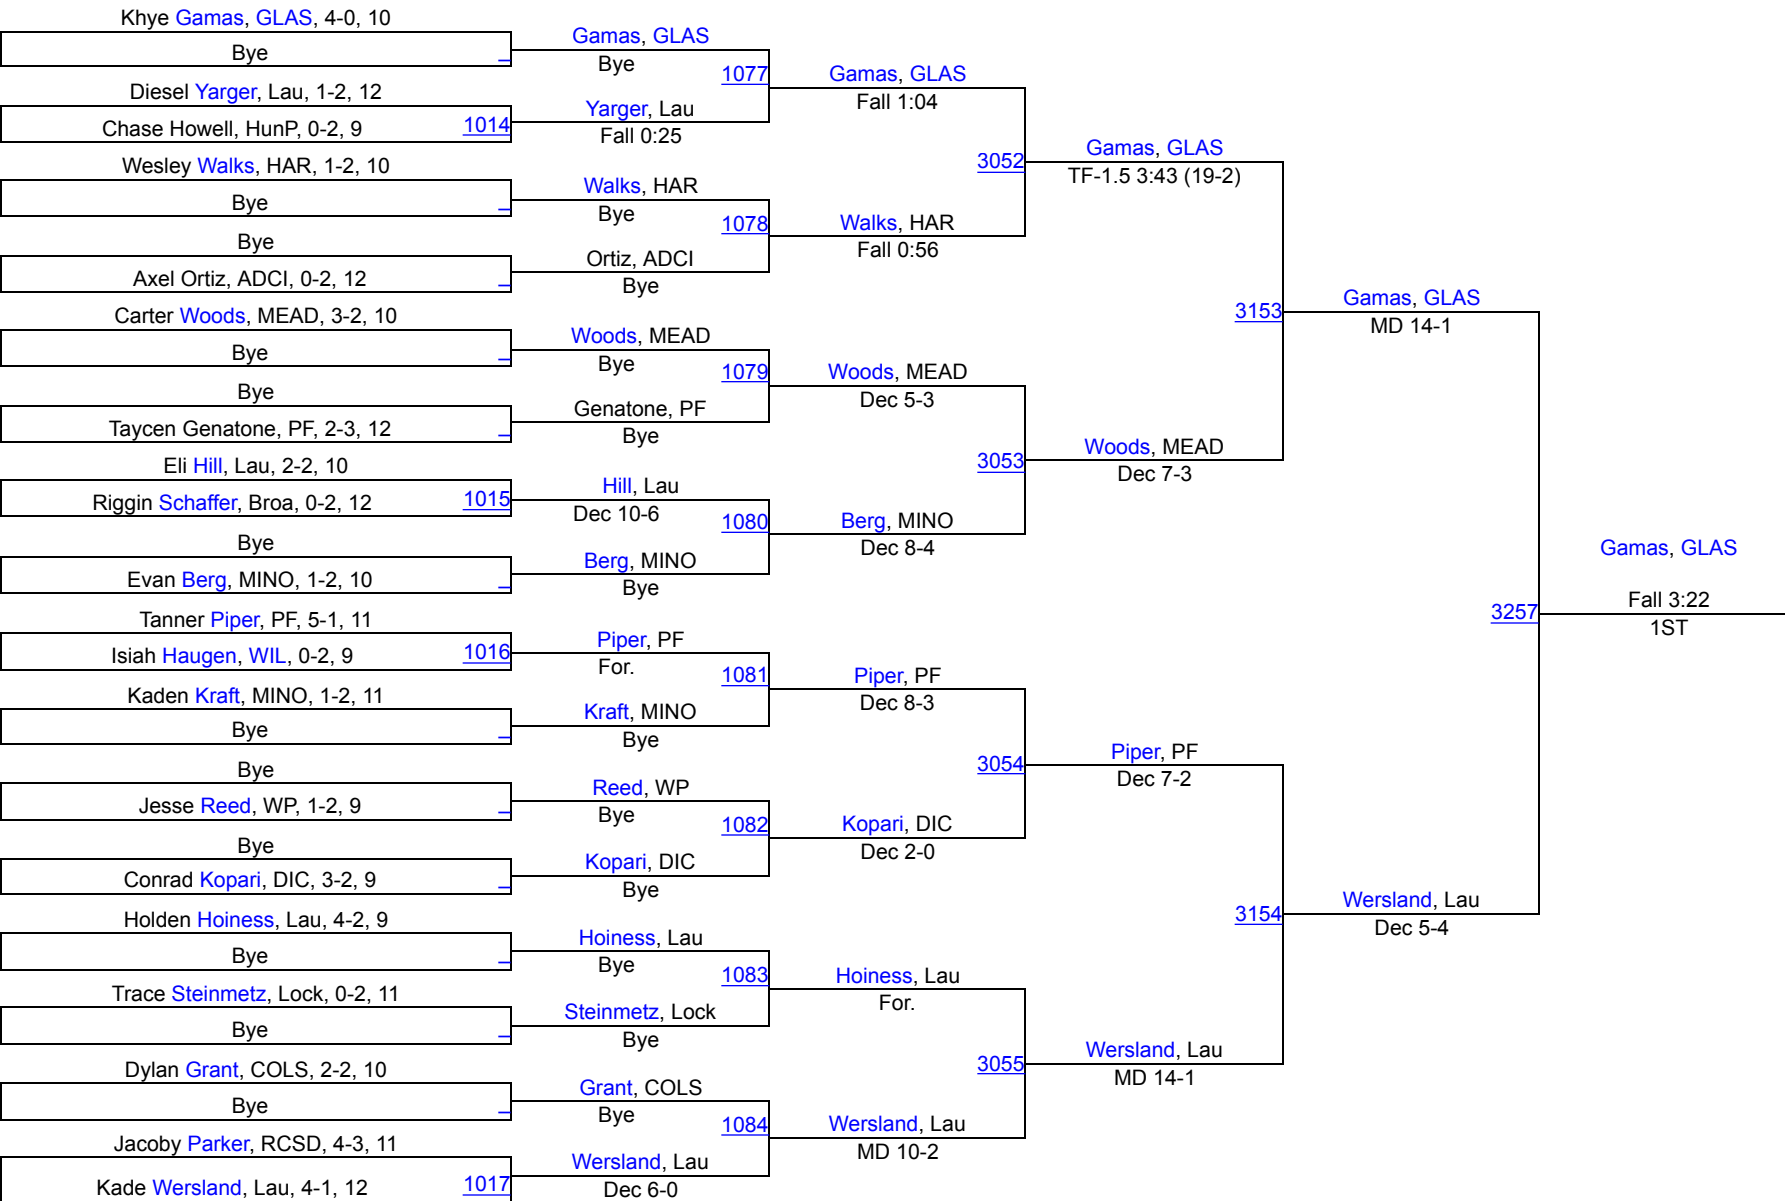 Khye Gamas, GLAS, 4-0, 10
Bye
Diesel Yarger, Lau, 1-2, 12
Chase Howell, HunP, 0-2, 9
1014
Wesley Walks, HAR, 1-2, 10
Bye
Bye
Axel Ortiz, ADCI, 0-2, 12
Carter Woods, MEAD, 3-2, 10
Bye
Bye
Taycen Genatone, PF, 2-3, 12
Eli Hill, Lau, 2-2, 10
Riggin Schaffer, Broa, 0-2, 12
1015
Bye
Evan Berg, MINO, 1-2, 10
Tanner Piper, PF, 5-1, 11
Isiah Haugen, WIL, 0-2, 9
1016
Kaden Kraft, MINO, 1-2, 11
Bye
Bye
Jesse Reed, WP, 1-2, 9
Bye
Conrad Kopari, DIC, 3-2, 9
Holden Hoiness, Lau, 4-2, 9
Bye
Trace Steinmetz, Lock, 0-2, 11
Bye
Dylan Grant, COLS, 2-2, 10
Bye
Jacoby Parker, RCSD, 4-3, 11
Kade Wersland, Lau, 4-1, 12
1017
Gamas, GLAS
Bye
1077
Yarger, Lau
Fall 0:25
Walks, HAR
Bye
1078
Ortiz, ADCI
Bye
Woods, MEAD
Bye
1079
Genatone, PF
Bye
Hill, Lau
Dec 10-6
1080
Berg, MINO
Bye
Piper, PF
For.
1081
Kraft, MINO
Bye
Reed, WP
Bye
1082
Kopari, DIC
Bye
Hoiness, Lau
Bye
1083
Steinmetz, Lock
Bye
Grant, COLS
Bye
1084
Wersland, Lau
Dec 6-0
Gamas, GLAS
Fall 1:04
3052
Walks, HAR
Fall 0:56
Woods, MEAD
Dec 5-3
3053
Berg, MINO
Dec 8-4
Piper, PF
Dec 8-3
3054
Kopari, DIC
Dec 2-0
Hoiness, Lau
For.
3055
Wersland, Lau
MD 10-2
Gamas, GLAS
TF-1.5 3:43 (19-2)
3153
Woods, MEAD
Dec 7-3
Piper, PF
Dec 7-2
3154
Wersland, Lau
MD 14-1
Gamas, GLAS
MD 14-1
3257
Wersland, Lau
Dec 5-4
Gamas, GLAS
Fall 3:22
1ST